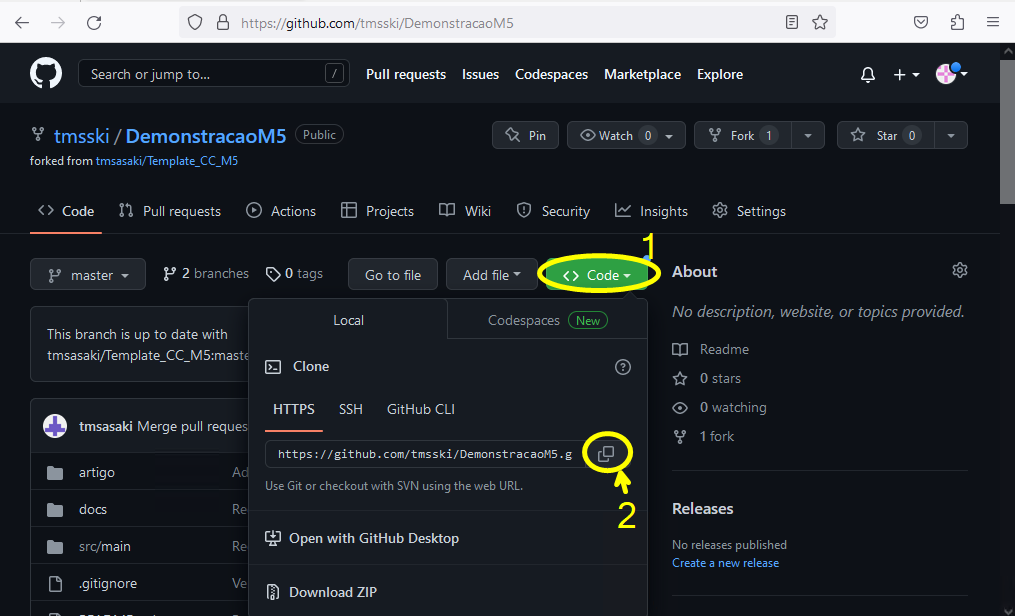 https://github.com/tmsski/DemonstracaoM5
Search or jump to... /
Pull requests Issues Codespaces Marketplace Explore
tmsski / DemonstracaoM5 Public
forked from tmsasaki/Template_CC_M5
Pin Watch 0 Fork 1 Star 0
Code Pull requests Actions Projects Wiki Security Insights Settings
1
master 2 branches 0 tags Go to file Add file Code
About
No description, website, or topics provided.
Readme
0 stars
0 watching
1 fork
This branch is up to date with
tmsasaki/Template_CC_M5:maste
Local Codespaces New
Clone
HTTPS SSH GitHub CLI
https://github.com/tmsski/DemonstracaoM5.g
Use Git or checkout with SVN using the web URL.
2
Open with GitHub Desktop
Download ZIP
tmsasaki Merge pull reques
artigo Ad
docs Re
src/main Re
.gitignore Ve
Releases
No releases published
Create a new release